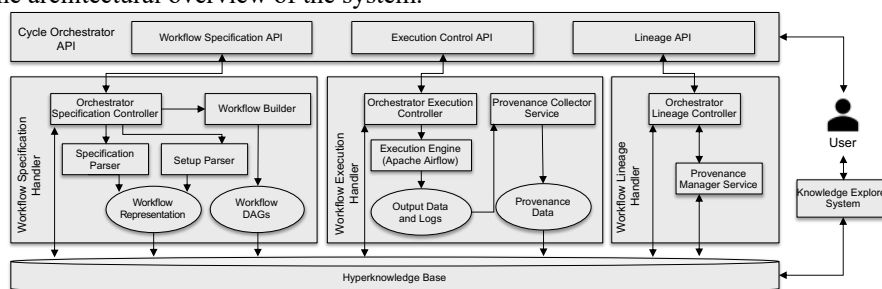 the architectural overview of the system.
Cycle Orchestrator
API
Workflow Specification API
Execution Control API
Lineage API
Workflow Specification
Handler
Orchestrator
Specification Controller
Workflow Builder
Specification
Parser
Setup Parser
Workflow
Representation
Workflow
DAGs
Workflow Execution
Handler
Orchestrator Execution
Controller
Provenance Collector
Service
Execution Engine
(Apache Airflow)
Output Data
and Logs
Provenance
Data
Workflow Lineage
Handler
Orchestrator
Lineage Controller
Provenance
Manager Service
User
Knowledge Explorer
System
Hyperknowledge Base